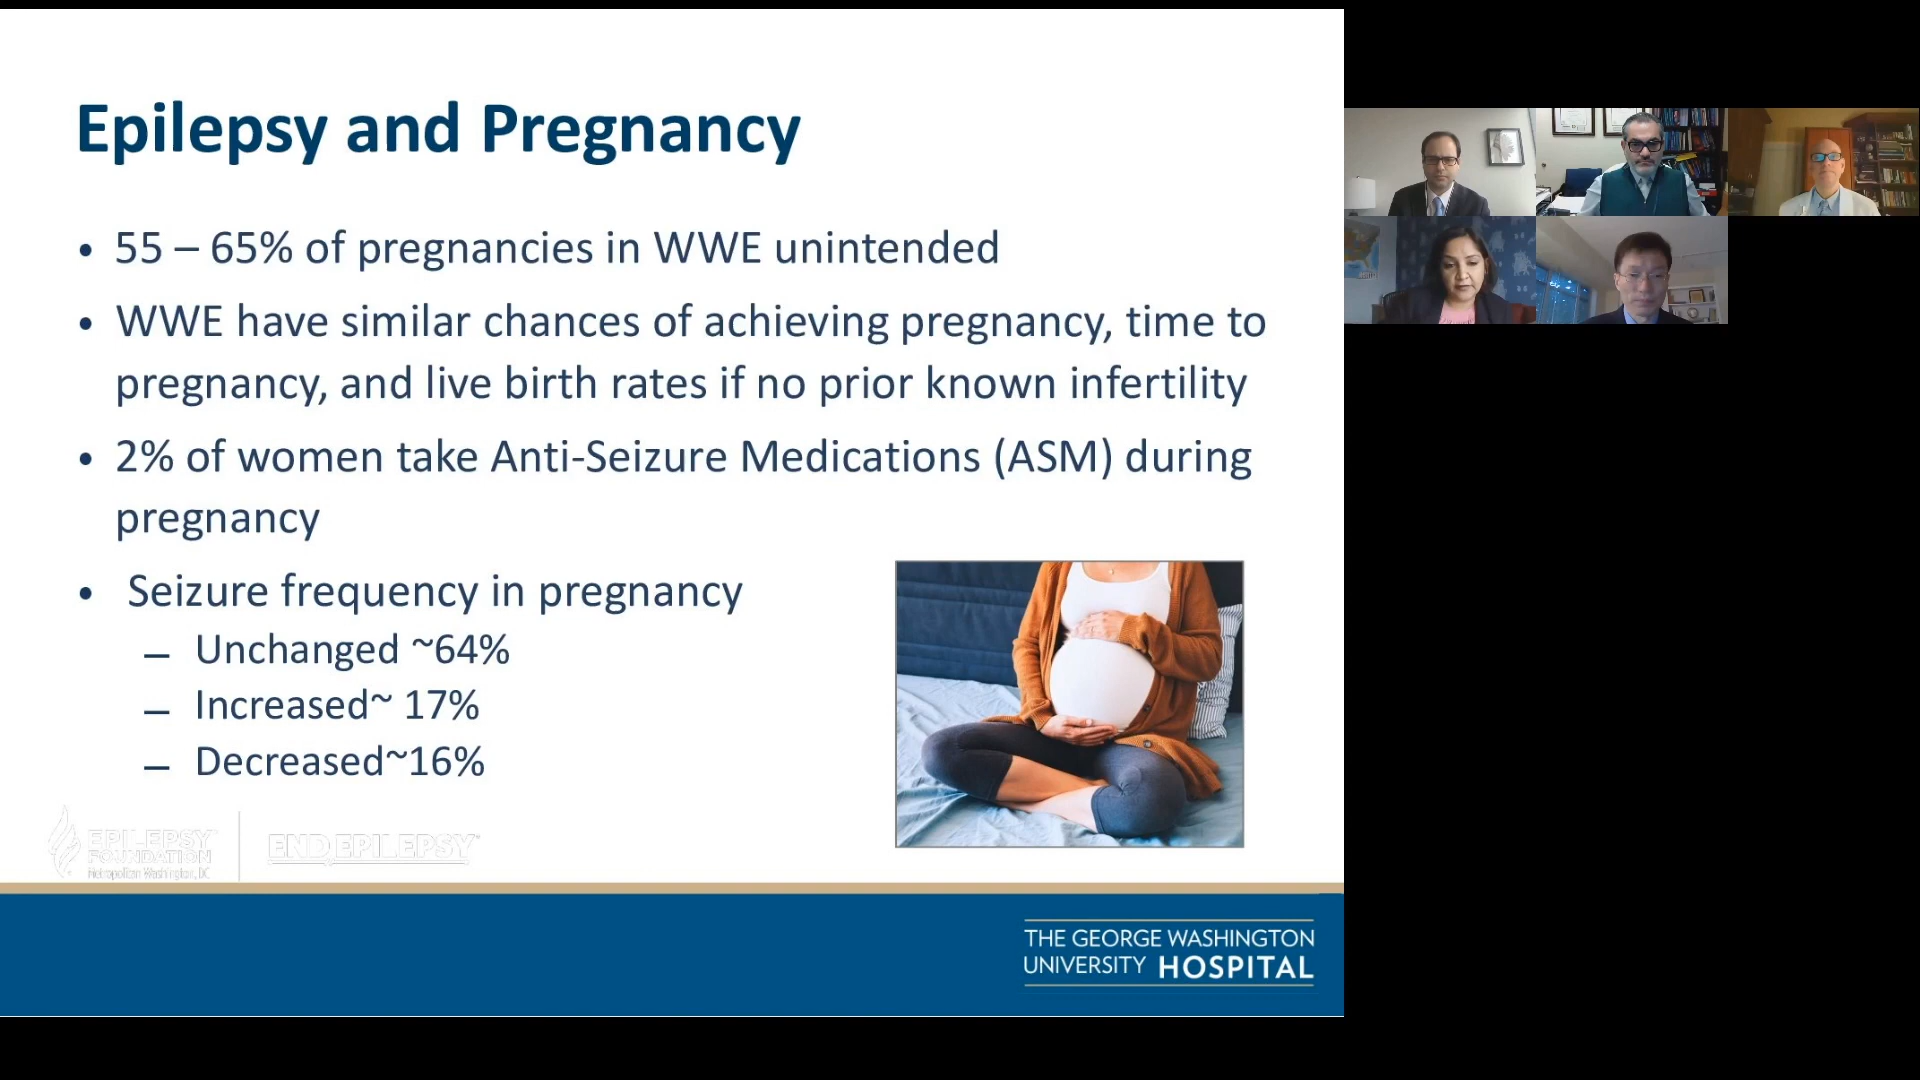 Epilepsy and Pregnancy
• 55 – 65% of pregnancies in WWE unintended
• WWE have similar chances of achieving pregnancy, time to
pregnancy, and live birth rates if no prior known infertility
• 2% of women take Anti-Seizure Medications (ASM) during
pregnancy
• Seizure frequency in pregnancy
– Unchanged ~64%
– Increased~ 17%
– Decreased~16%
EPILEPSY
FOUNDATION
Metropolitan Washington, DC
END EPILEPSY
THE GEORGE WASHINGTON
UNIVERSITY HOSPITAL